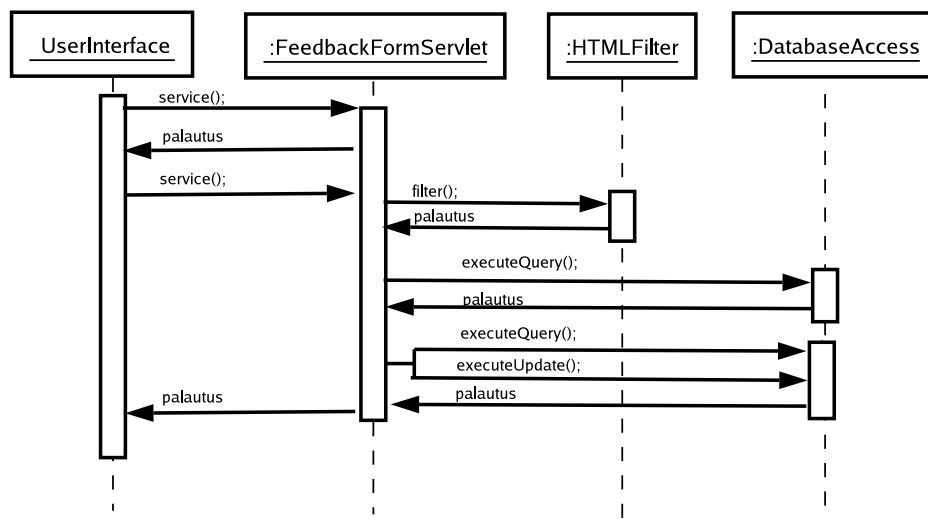 UserInterface
:FeedbackFormServlet
:HTMLFilter
:DatabaseAccess
service();
palautus
service();
filter();
palautus
executeQuery();
palautus
executeQuery();
executeUpdate();
palautus
palautus